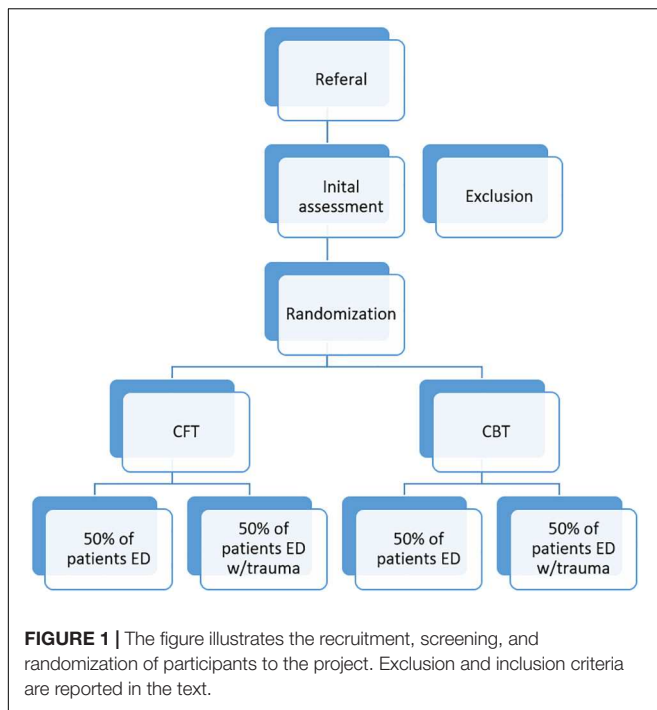 Referal
Inital
assessment
Exclusion
Randomization
CFT
CBT
50% of
patients ED
50% of
patients ED
w/trauma
50% of
patients ED
50% of
patients ED
w/trauma
FIGURE 1 | The figure illustrates the recruitment, screening, and
randomization of participants to the project. Exclusion and inclusion criteria
are reported in the text.